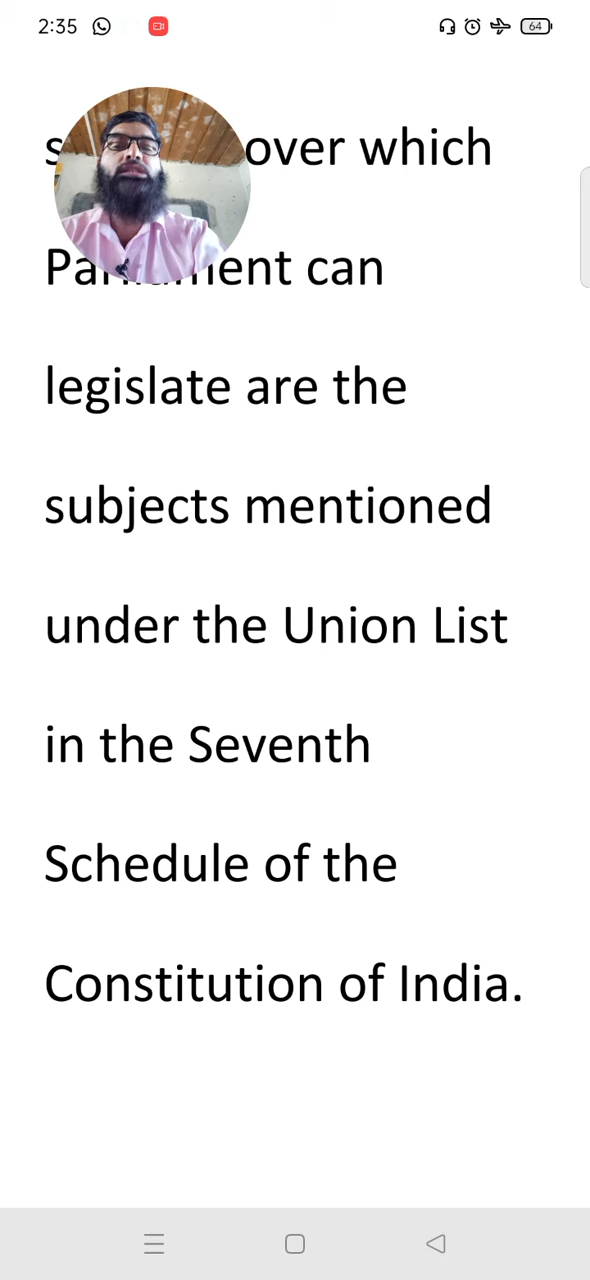 2:35 64
over which
can
legislate are the
subjects mentioned
under the Union List
in the Seventh
Schedule of the
Constitution of India.